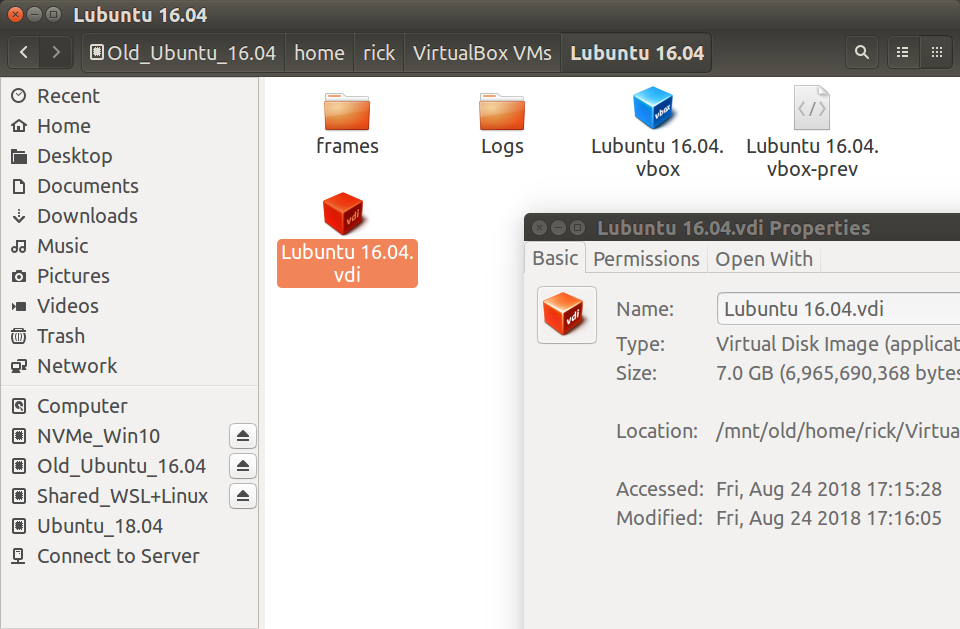 Lubuntu 16.04
Old_Ubuntu_16.04 home rick VirtualBox VMs Lubuntu 16.04
Recent
Home
Desktop
Documents
Downloads
Music
Pictures
Videos
Trash
Network
Computer
NVMe_Win10
Old_Ubuntu_16.04
Shared_WSL+Linux
Ubuntu_18.04
Connect to Server
frames
Logs
vbox
Lubuntu 16.04.
vbox
</>
Lubuntu 16.04.
vbox-prev
vdi
Lubuntu 16.04.
vdi
Lubuntu 16.04.vdi Properties
Basic Permissions Open With
vdi
Name: Lubuntu 16.04.vdi
Type: Virtual Disk Image (applicat
Size: 7.0 GB (6,965,690,368 bytes
Location: /mnt/old/home/rick/Virtua
Accessed: Fri, Aug 24 2018 17:15:28
Modified: Fri, Aug 24 2018 17:16:05